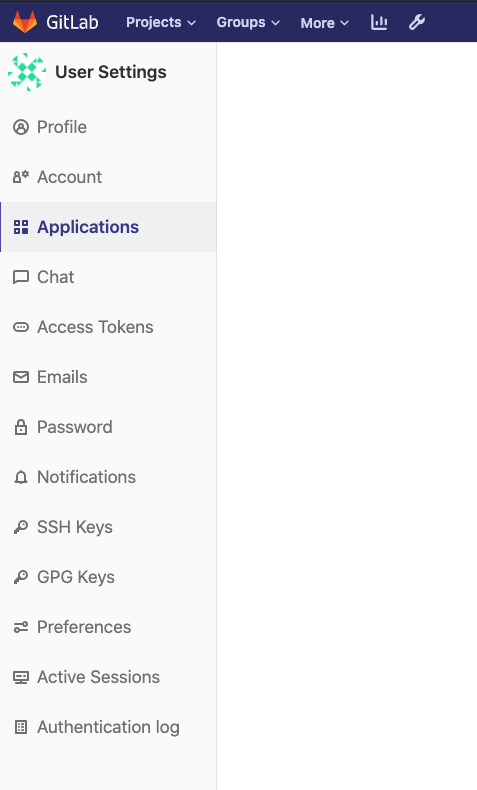 GitLab Projects Groups More
User Settings
Profile
Account
Applications
Chat
Access Tokens
Emails
Password
Notifications
SSH Keys
GPG Keys
Preferences
Active Sessions
Authentication log